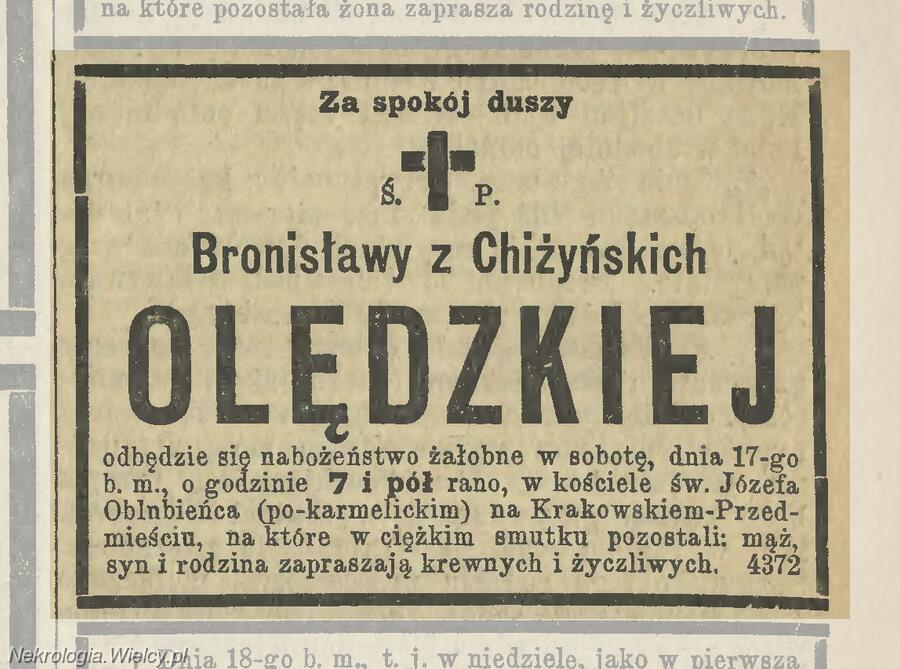 na które pozostała żona zaprasza rodzinę i życzliwych.
Za spokój duszy
Ś. P.
Bronisławy z Chiżyńskich
OLĘDZKIEJ
odbędzie się nabożeństwo żałobne w sobotę, dnia 17-go
b. m., o godzinie 7 i pół rano, w kościele św. Józefa
Oblnbieńca (po-karmelickim) na Krakowskiem-Przed-
mieściu, na które w ciężkim smutku pozostali: mąż,
syn i rodzina zapraszają krewnych i życzliwych. 4372
Nekrologia.Wielcy.pl
18-go b. m., t. j. w niedzielę, jako w pierwszą